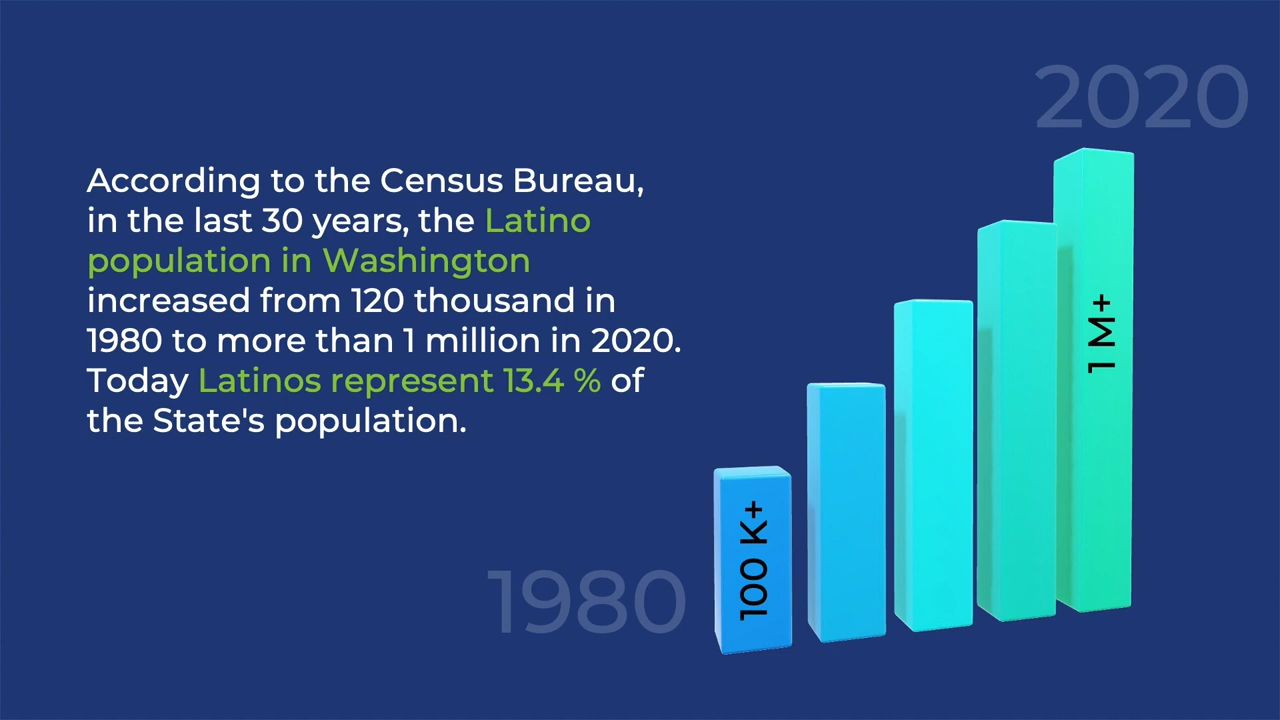 2020
According to the Census Bureau,
in the last 30 years, the Latino
population in Washington
increased from 120 thousand in
1980 to more than 1 million in 2020.
Today Latinos represent 13.4 % of
the State's population.
1 M+
100 K+
1980